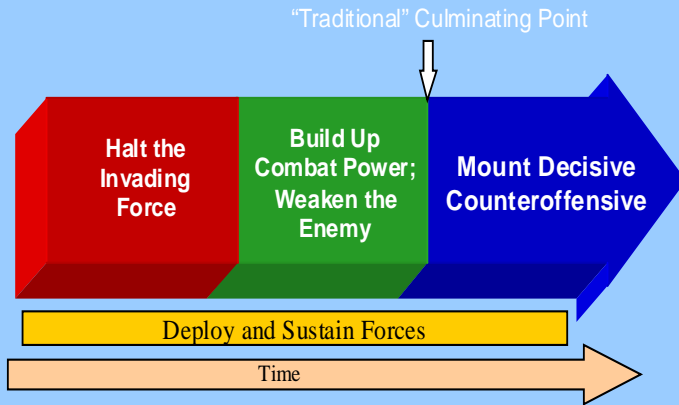 “Traditional” Culminating Point
Halt the
Invading
Force
Build Up
Combat Power;
Weaken the
Enemy
Mount Decisive
Counteroffensive
Deploy and Sustain Forces
Time